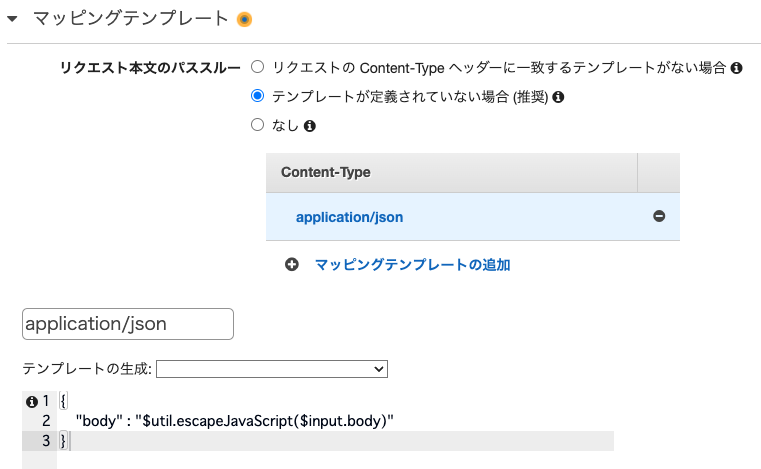 マッピングテンプレート
リクエスト本文のパススルー
リクエストの Content-Type ヘッダーに一致するテンプレートがない場合
テンプレートが定義されていない場合 (推奨)
なし
Content-Type
application/json
マッピングテンプレートの追加
application/json
テンプレートの生成:
1 {
2 "body" : "$util.escapeJavaScript($input.body)"
3 }